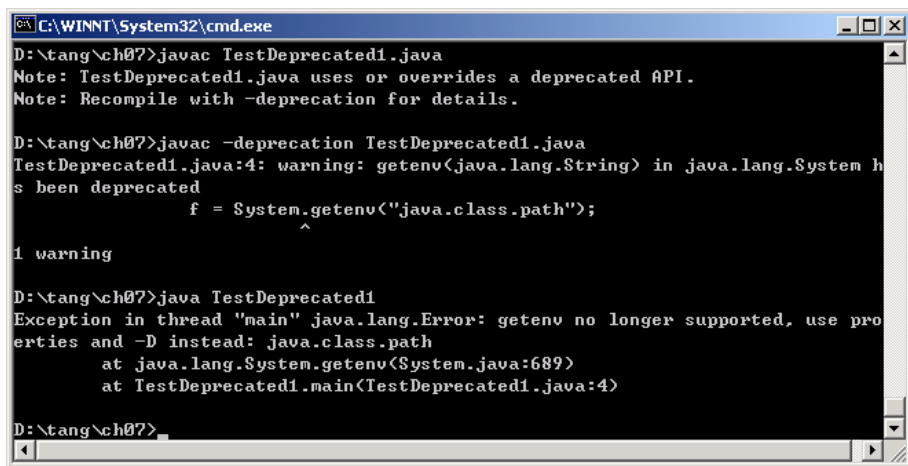 C:\WINNT\System32\cmd.exe
D:\tang\ch07>javac TestDeprecated1.java
Note: TestDeprecated1.java uses or overrides a deprecated API.
Note: Recompile with -deprecation for details.
D:\tang\ch07>javac -deprecation TestDeprecated1.java
TestDeprecated1.java:4: warning: getenv(java.lang.String) in java.lang.System h
s been deprecated
f = System.getenv("java.class.path");
^
1 warning
D:\tang\ch07>java TestDeprecated1
Exception in thread "main" java.lang.Error: getenv no longer supported, use pro
erties and -D instead: java.class.path
at java.lang.System.getenv(System.java:689)
at TestDeprecated1.main(TestDeprecated1.java:4)
D:\tang\ch07>_